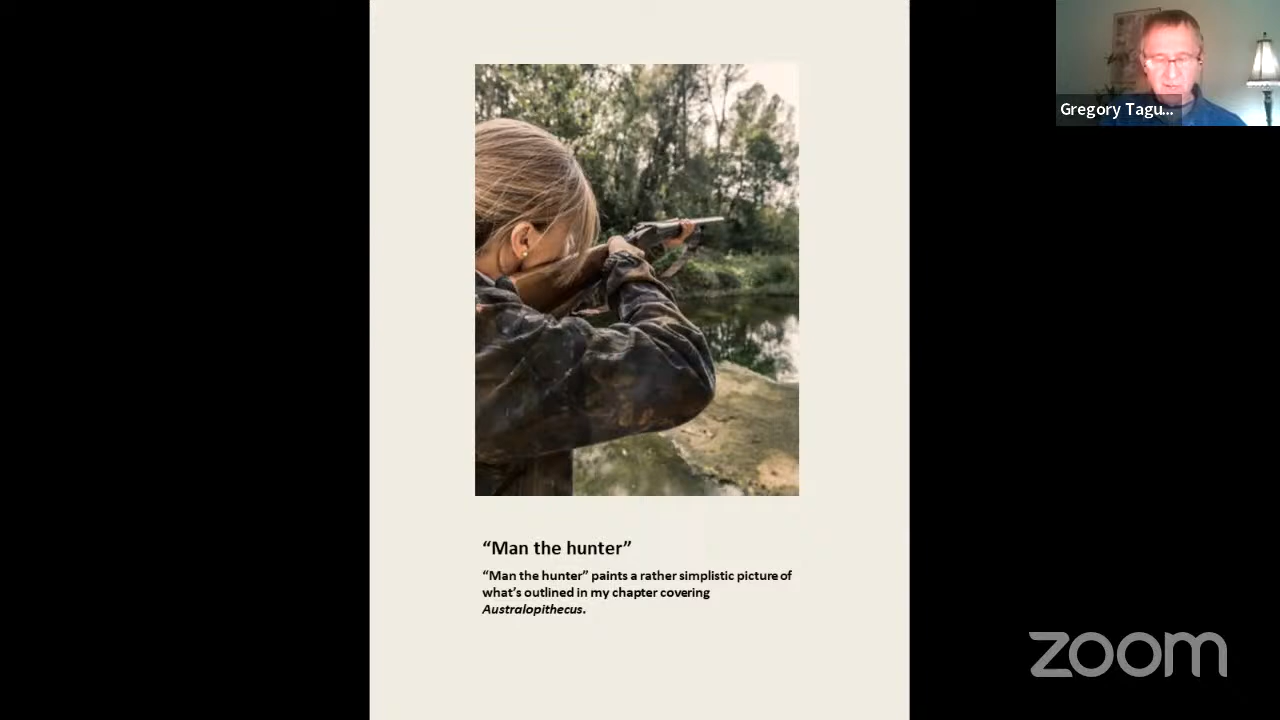 Gregory Tagu...
“Man the hunter”
“Man the hunter” paints a rather simplistic picture of
what’s outlined in my chapter covering
Australopithecus.
zoom